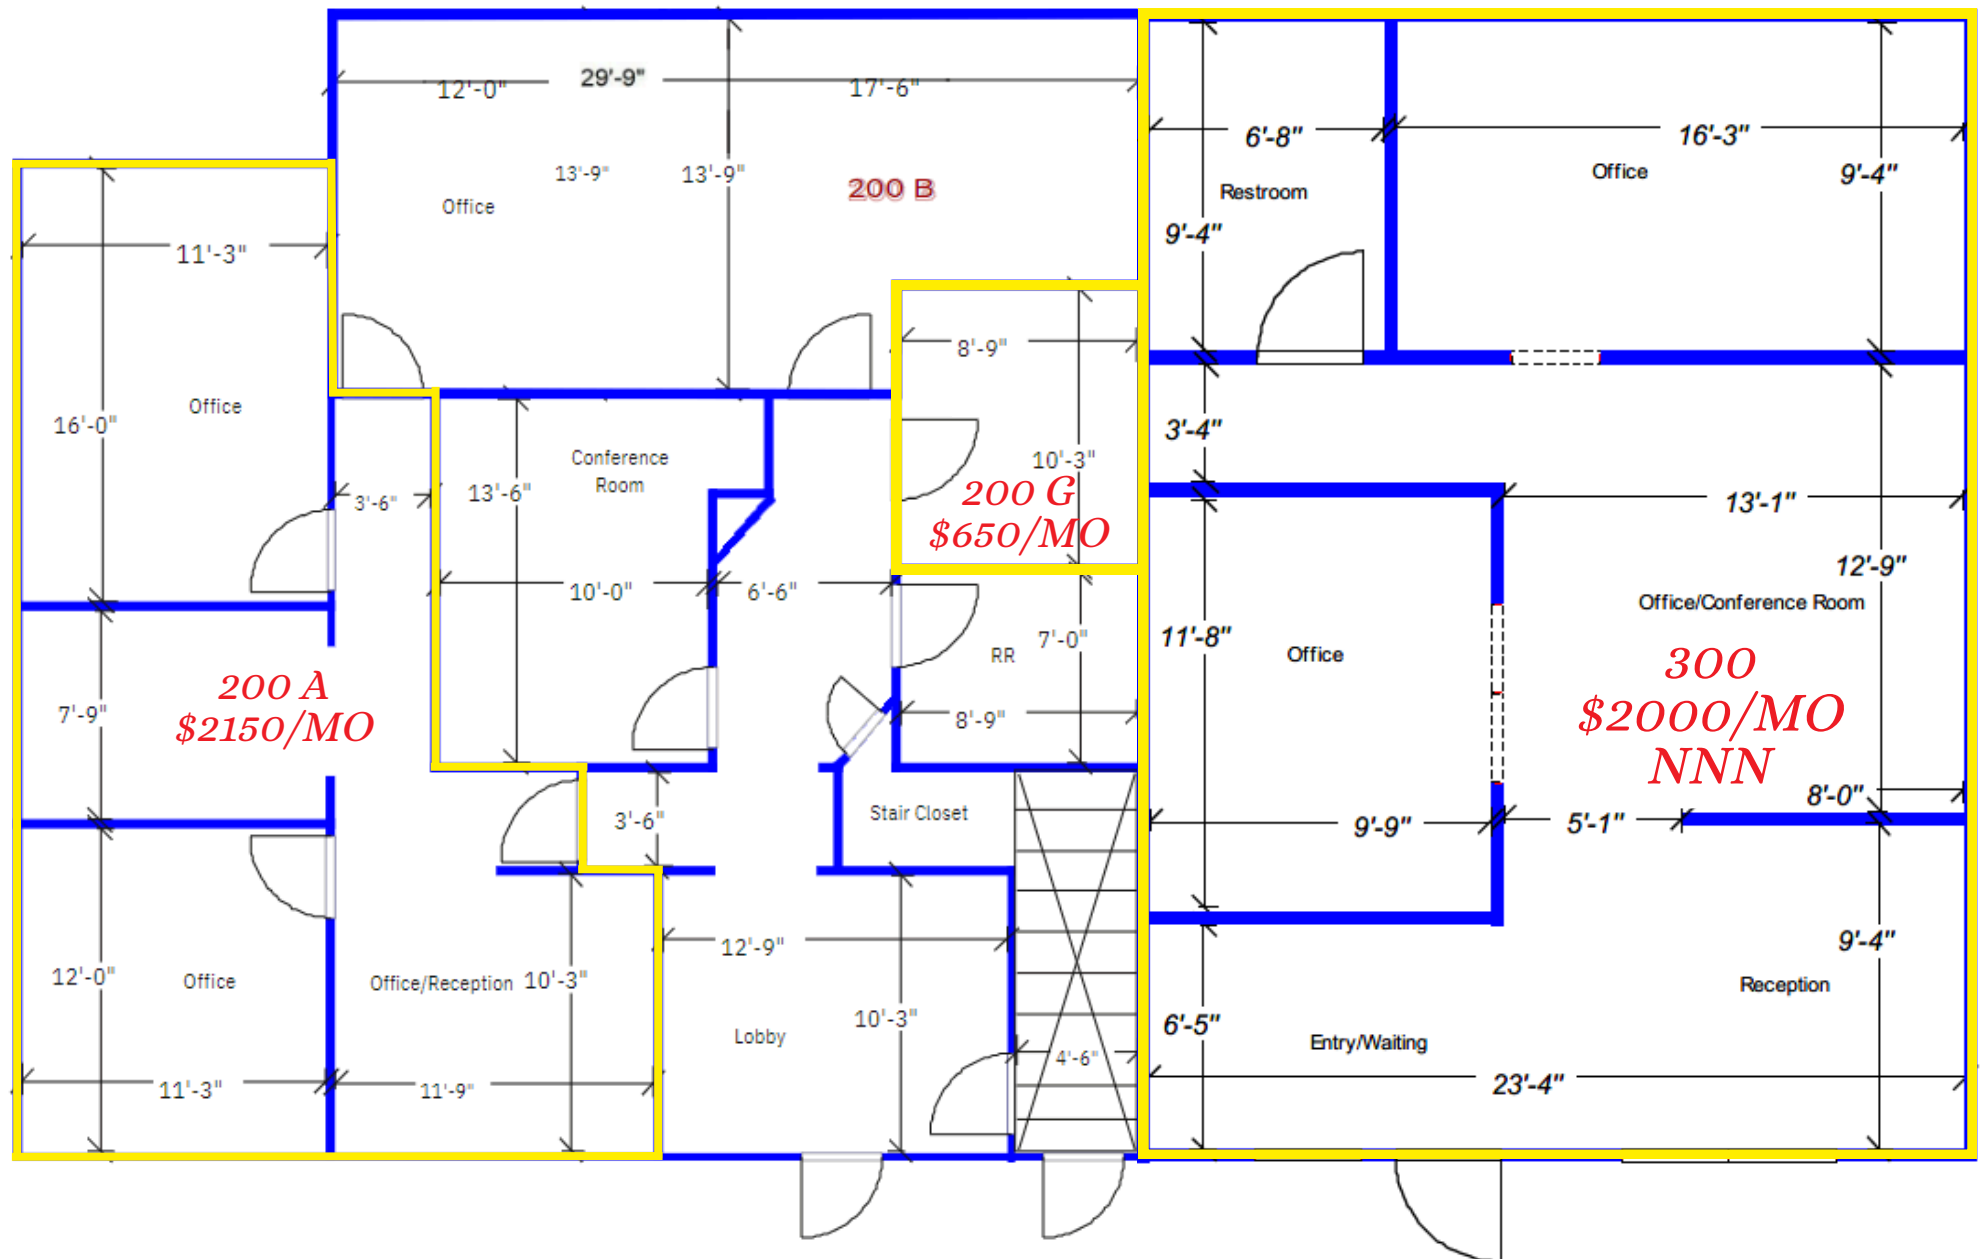 29'-9"
12'-0"
17'-6"
13'-9"
13'-9"
200 B
Office
6'-8"
16'-3"
Office
9'-4"
Restroom
9'-4"
11'-3"
Office
16'-0"
8'-9"
10'-3"
200 G
$650/MO
Conference
Room
3'-6"
13'-6"
3'-4"
13'-1"
10'-0"
6'-6"
12'-9"
Office/Conference Room
7'-0"
RR
8'-9"
11'-8"
Office
300
$2000/MO
NNN
200 A
$2150/MO
7'-9"
8'-0"
9'-9"
5'-1"
3'-6"
Stair Closet
12'-9"
9'-4"
12'-0"
Office
Office/Reception
10'-3"
Reception
Lobby
10'-3"
4'-6"
6'-5"
Entry/Waiting
11'-3"
11'-9"
23'-4"